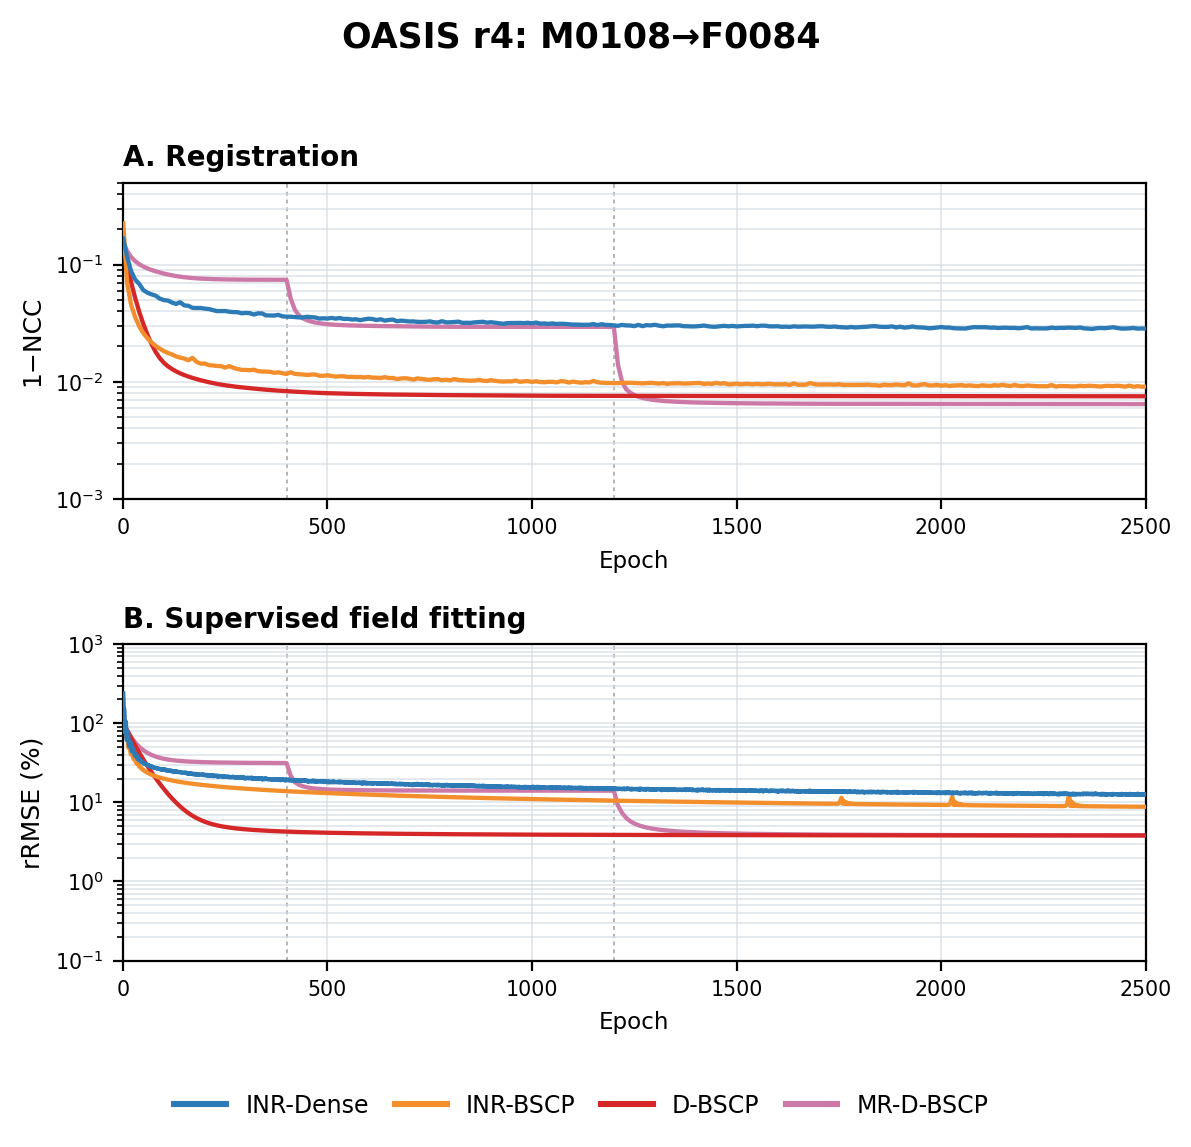 OASIS r4: M0108→F0084
A. Registration
1−NCC
10⁻¹
10⁻²
10⁻³
0 500 1000 1500 2000 2500
Epoch
B. Supervised field fitting
rRMSE (%)
10³
10²
10¹
10⁰
10⁻¹
0 500 1000 1500 2000 2500
Epoch
INR-Dense INR-BSCP D-BSCP MR-D-BSCP